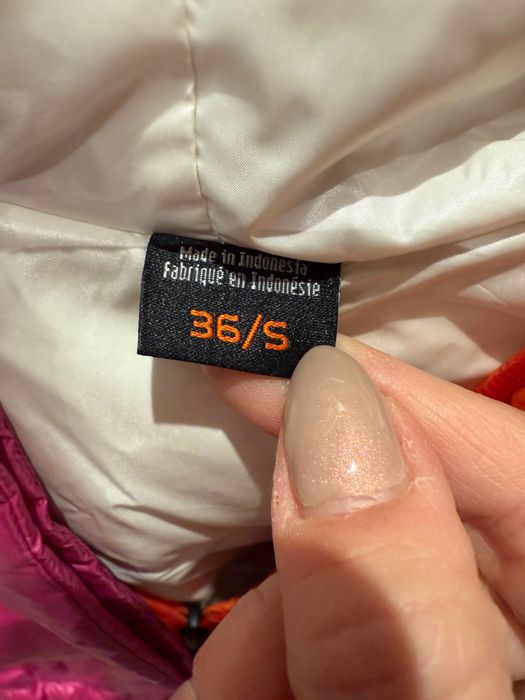 Made in Indonesia
Fabriqué en Indonésie
36/S